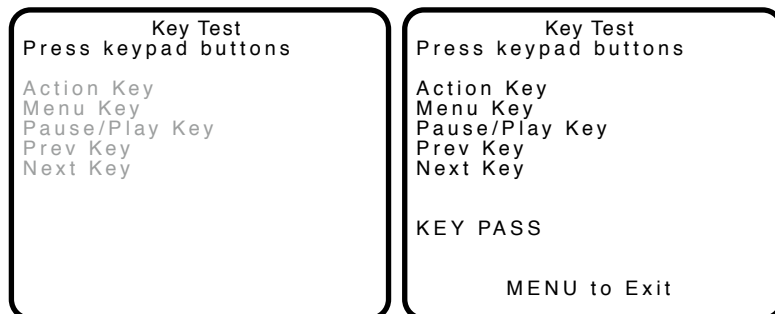 Key Test
Press keypad buttons
Action Key
Menu Key
Pause/Play Key
Prev Key
Next Key
Key Test
Press keypad buttons
Action Key
Menu Key
Pause/Play Key
Prev Key
Next Key
KEY PASS
MENU to Exit